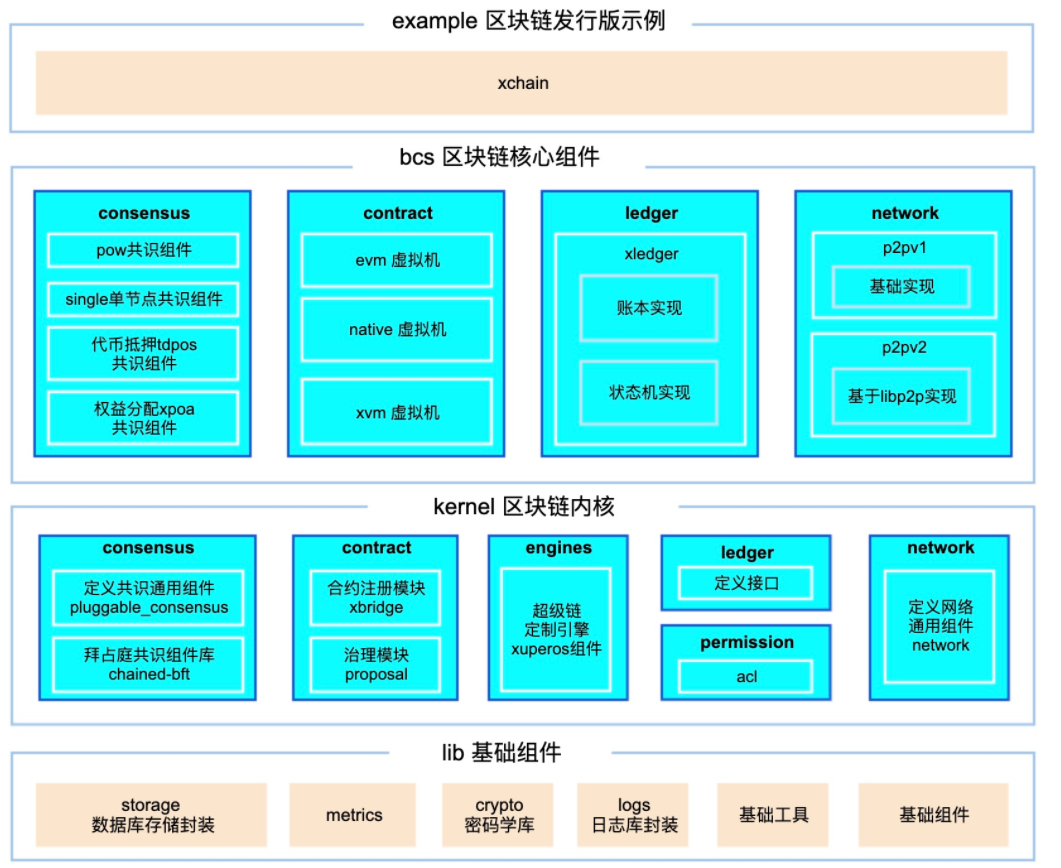 example 区块链发行版示例
xchain
bcs 区块链核心组件
consensus
pow共识组件
single单节点共识组件
代币抵押tdpos
共识组件
权益分配xpoa
共识组件
contract
evm 虚拟机
native 虚拟机
xvm 虚拟机
ledger
xledger
账本实现
状态机实现
network
p2pv1
基础实现
p2pv2
基于libp2p实现
kernel 区块链内核
consensus
定义共识通用组件
pluggable_consensus
拜占庭共识组件库
chained-bft
contract
合约注册模块
xbridge
治理模块
proposal
engines
超级链
定制引擎
xuperos组件
ledger
定义接口
permission
acl
network
定义网络
通用组件
network
lib 基础组件
storage
数据库存储封装
metrics
crypto
密码学库
logs
日志库封装
基础工具
基础组件